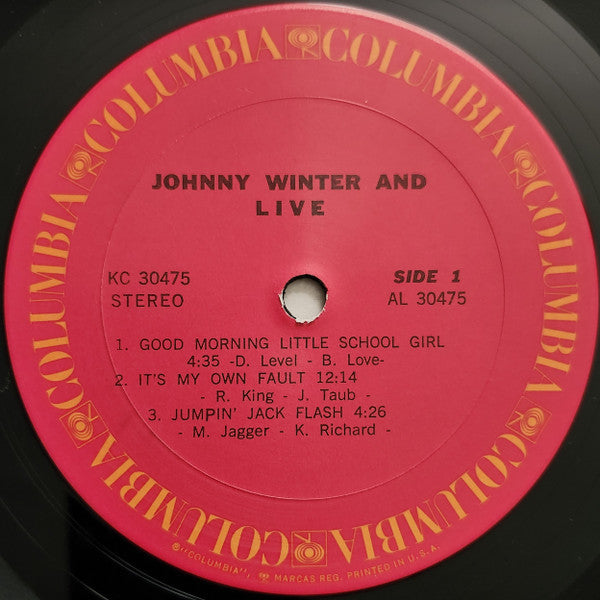 COLUMBIA COLUMBIA COLUMBIA COLUMBIA COLUMBIA COLUMBIA
JOHNNY WINTER AND
LIVE
KC 30475
STEREO
SIDE 1
AL 30475
1. GOOD MORNING LITTLE SCHOOL GIRL
4:35 -D. Level - B. Love-
2. IT'S MY OWN FAULT 12:14
- R. King - J. Taub -
3. JUMPIN' JACK FLASH 4:26
- M. Jagger - K. Richard -
℗"COLUMBIA", MARCAS REG. PRINTED IN U.S.A.